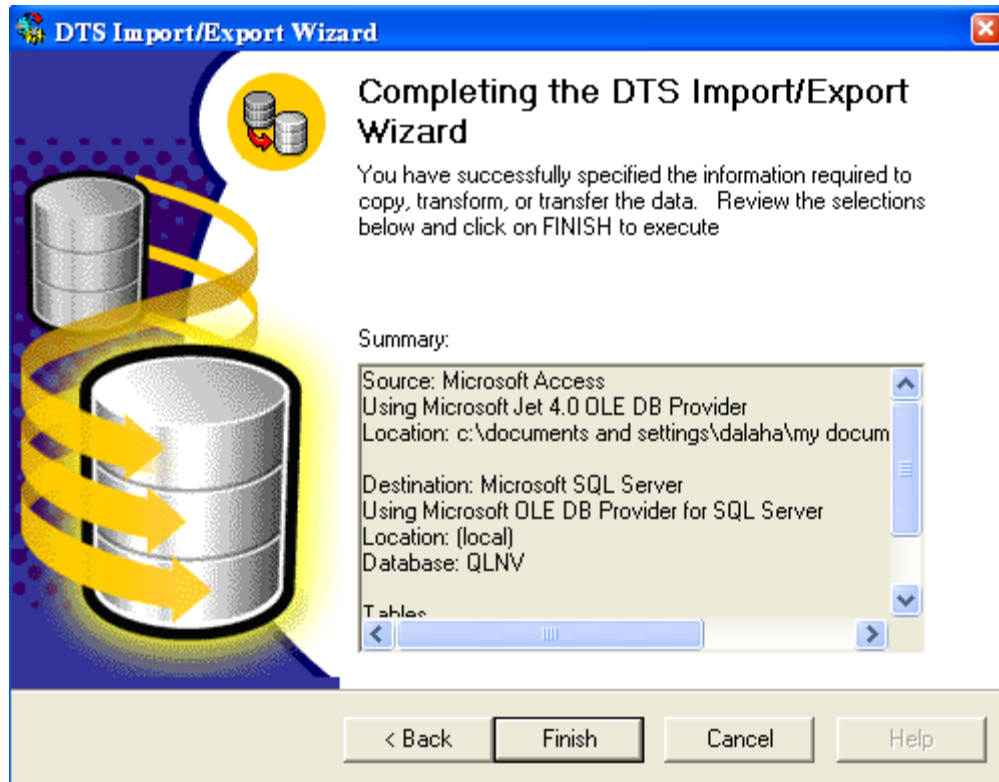 DTS Import/Export Wizard
Completing the DTS Import/Export
Wizard
You have successfully specified the information required to
copy, transform, or transfer the data. Review the selections
below and click on FINISH to execute
Summary:
Source: Microsoft Access
Using Microsoft Jet 4.0 OLE DB Provider
Location: c:\documents and settings\dalaha\my docum
Destination: Microsoft SQL Server
Using Microsoft OLE DB Provider for SQL Server
Location: (local)
Database: QLNV
Tables
< Back Finish Cancel Help